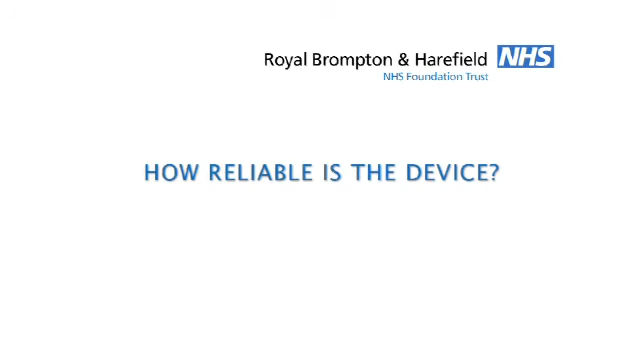 Royal Brompton & Harefield NHS
NHS Foundation Trust
HOW RELIABLE IS THE DEVICE?